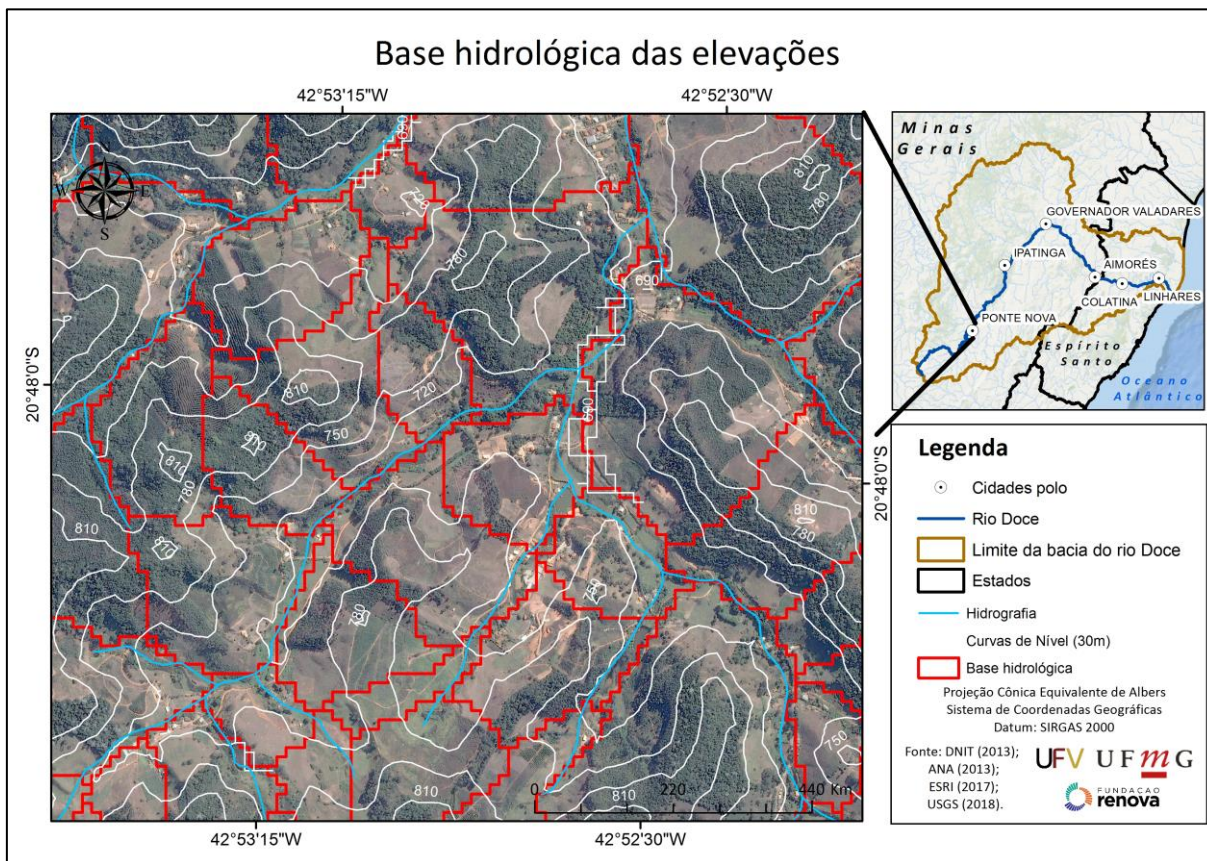 Base hidrológica das elevações
42°53'15"W
42°52'30"W
20°48'0"S
20°48'0"S
42°53'15"W
42°52'30"W
W
S
690
720
780
810
780
690
810
720
750
690
810
810
780
810
810
780
780
750
750
810
810
810
0
220
440 Km
Minas
Gerais
GOVERNADOR VALADARES
IPATINGA
AIMORÉS
COLATINA
LINHARES
PONTE NOVA
Espírito
Santo
Oceano
Atlântico
Legenda
Cidades polo
Rio Doce
Limite da bacia do rio Doce
Estados
Hidrografia
Curvas de Nível (30m)
Base hidrológica
Projeção Cônica Equivalente de Albers
Sistema de Coordenadas Geográficas
Datum: SIRGAS 2000
Fonte: DNIT (2013);
ANA (2013);
ESRI (2017);
USGS (2018).
UFV
UFmG
FUNDACAO
renova